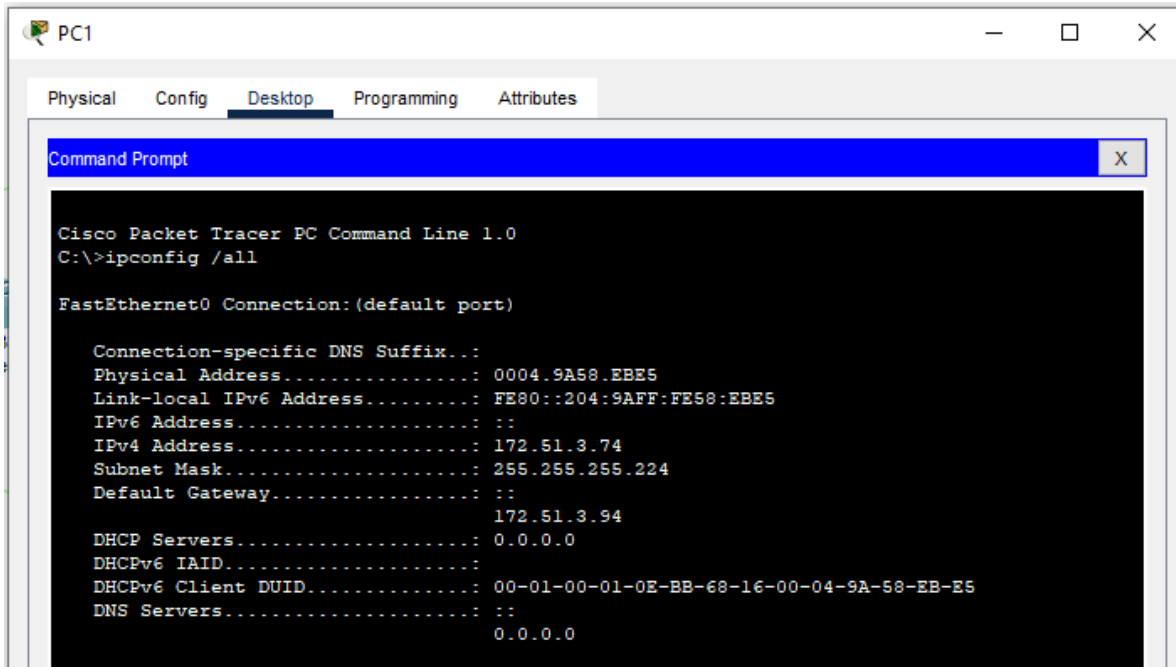 PC1
Physical Config Desktop Programming Attributes
Command Prompt
X
Cisco Packet Tracer PC Command Line 1.0
C:\>ipconfig /all
FastEthernet0 Connection:(default port)
Connection-specific DNS Suffix..:
Physical Address................: 0004.9A58.EBE5
Link-local IPv6 Address.........: FE80::204:9AFF:FE58:EBE5
IPv6 Address....................: ::
IPv4 Address....................: 172.51.3.74
Subnet Mask.....................: 255.255.255.224
Default Gateway.................: ::
172.51.3.94
DHCP Servers....................: 0.0.0.0
DHCPv6 IAID.....................:
DHCPv6 Client DUID..............: 00-01-00-01-0E-BB-68-16-00-04-9A-58-EB-E5
DNS Servers.....................: ::
0.0.0.0